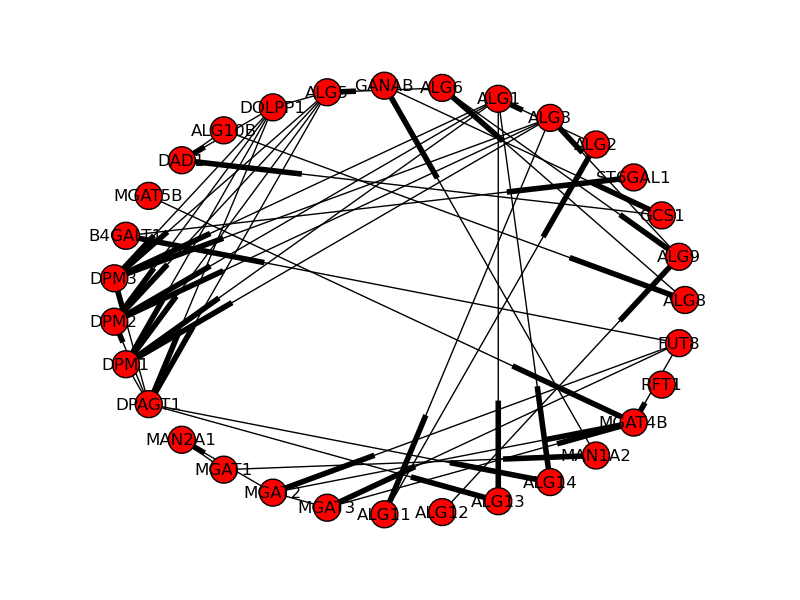 GANAB
ALG6
ALG5
ALG1
DOLPP1
ALG3
ALG10B
ALG2
DAD1
ST6GAL1
MGAT5B
GCS1
B4GALT1
ALG9
DPM3
ALG8
DPM2
FUT8
DPM1
RFT1
DPAGT1
MGAT4B
MAN2A1
MAN1A2
MGAT1
ALG14
MGAT2
ALG13
MGAT3
ALG11
ALG12